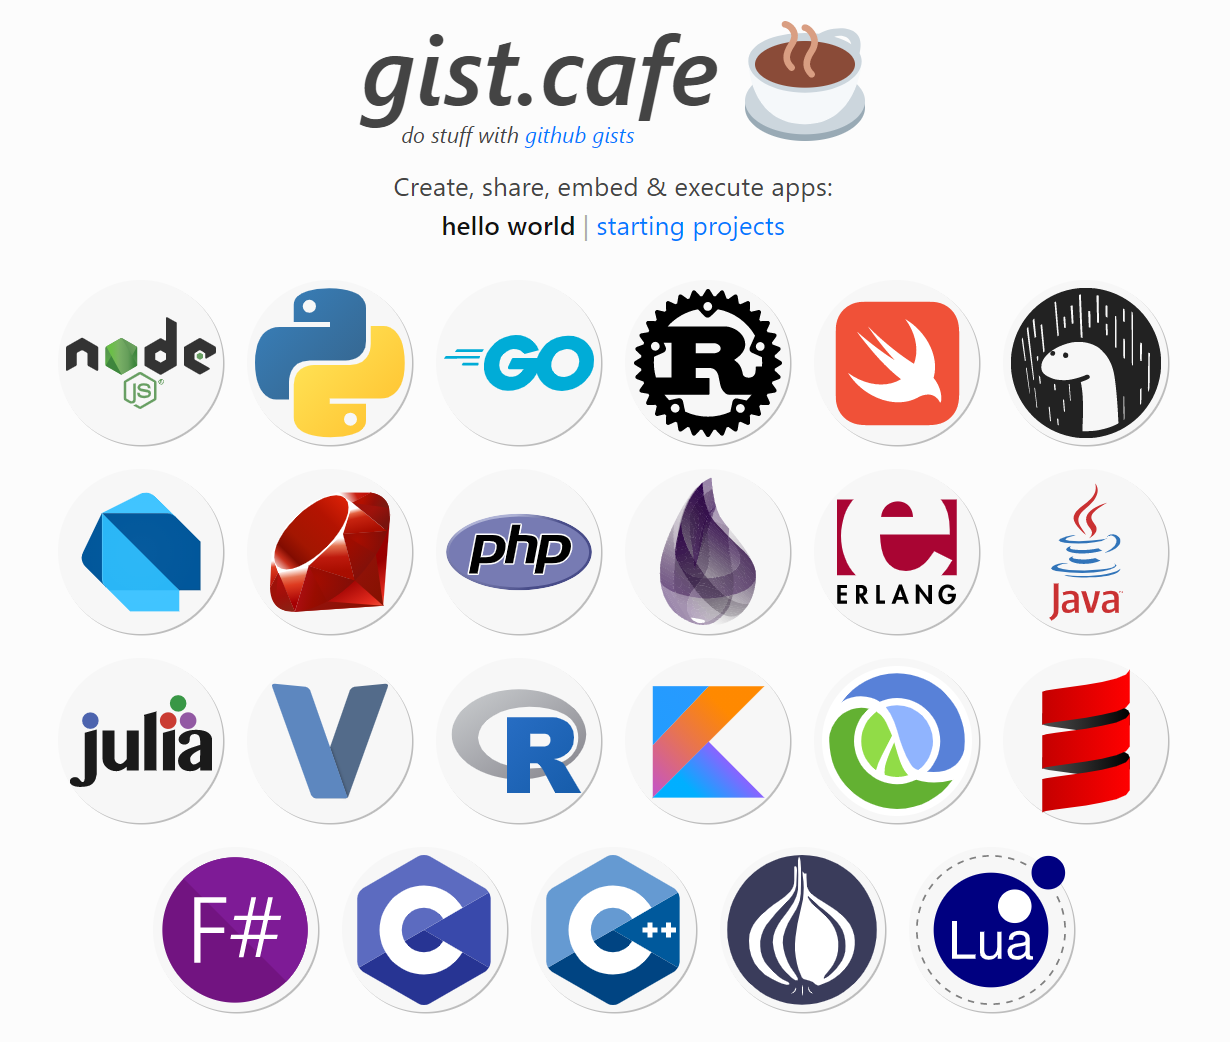 gist.cafe
do stuff with github gists
Create, share, embed & execute apps:
hello world | starting projects
node
JS®
GO
R
php
e
ERLANG
Java™
julia
V
R
K
F#
C
C++
Lua